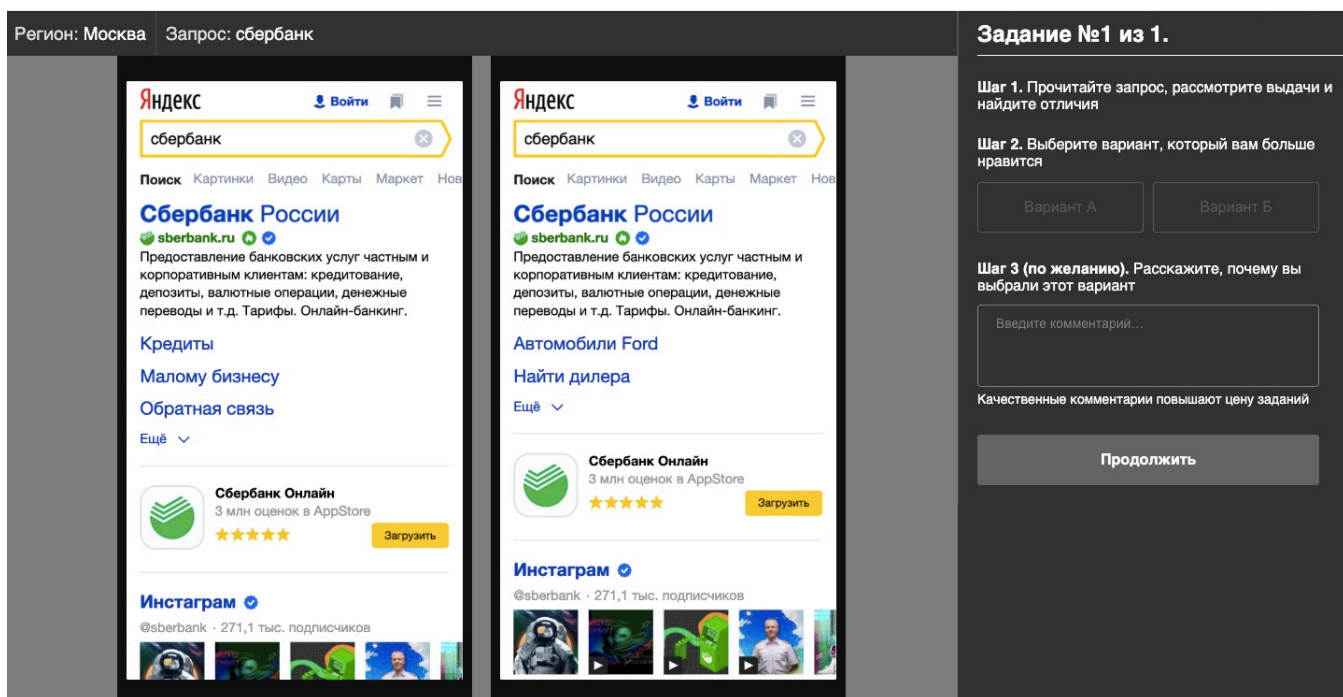 Регион: Москва
Запрос: сбербанк
Яндекс
Войти
сбербанк
Поиск Картинки Видео Карты Маркет Нов
Сбербанк России
sberbank.ru
Предоставление банковских услуг частным и
корпоративным клиентам: кредитование,
депозиты, валютные операции, денежные
переводы и т.д. Тарифы. Онлайн-банкинг.
Кредиты
Малому бизнесу
Обратная связь
Ещё
Сбербанк Онлайн
3 млн оценок в AppStore
Загрузить
Инстаграм
@sberbank · 271,1 тыс. подписчиков
Яндекс
Войти
сбербанк
Поиск Картинки Видео Карты Маркет Нов
Сбербанк России
sberbank.ru
Предоставление банковских услуг частным и
корпоративным клиентам: кредитование,
депозиты, валютные операции, денежные
переводы и т.д. Тарифы. Онлайн-банкинг.
Автомобили Ford
Найти дилера
Ещё
Сбербанк Онлайн
3 млн оценок в AppStore
Загрузить
Инстаграм
@sberbank · 271,1 тыс. подписчиков
Задание №1 из 1.
Шаг 1. Прочитайте запрос, рассмотрите выдачи и
найдите отличия
Шаг 2. Выберите вариант, который вам больше
нравится
Вариант А
Вариант Б
Шаг 3 (по желанию). Расскажите, почему вы
выбрали этот вариант
Введите комментарий...
Качественные комментарии повышают цену заданий
Продолжить